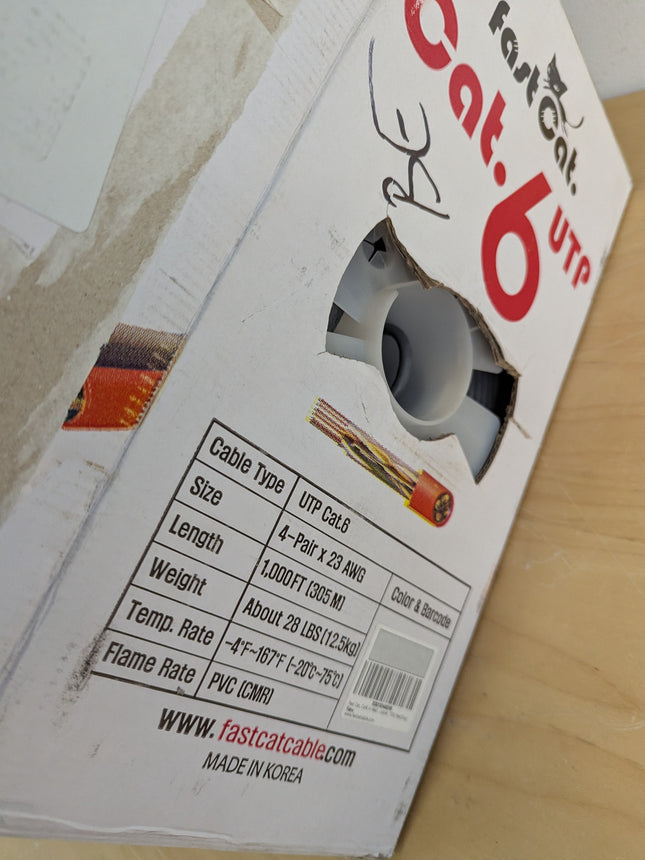 fastCat.
Cat.6 UTP
BE
Cable Type UTP Cat.6
Size 4-Pair x 23 AWG
Length 1,000FT (305M)
Weight About 28 LBS(12.5kg)
Temp. Rate -4°F~167°F (-20°C~75°C)
Flame Rate PVC (CMR)
Color & Barcode
www.fastcatcable.com
MADE IN KOREA